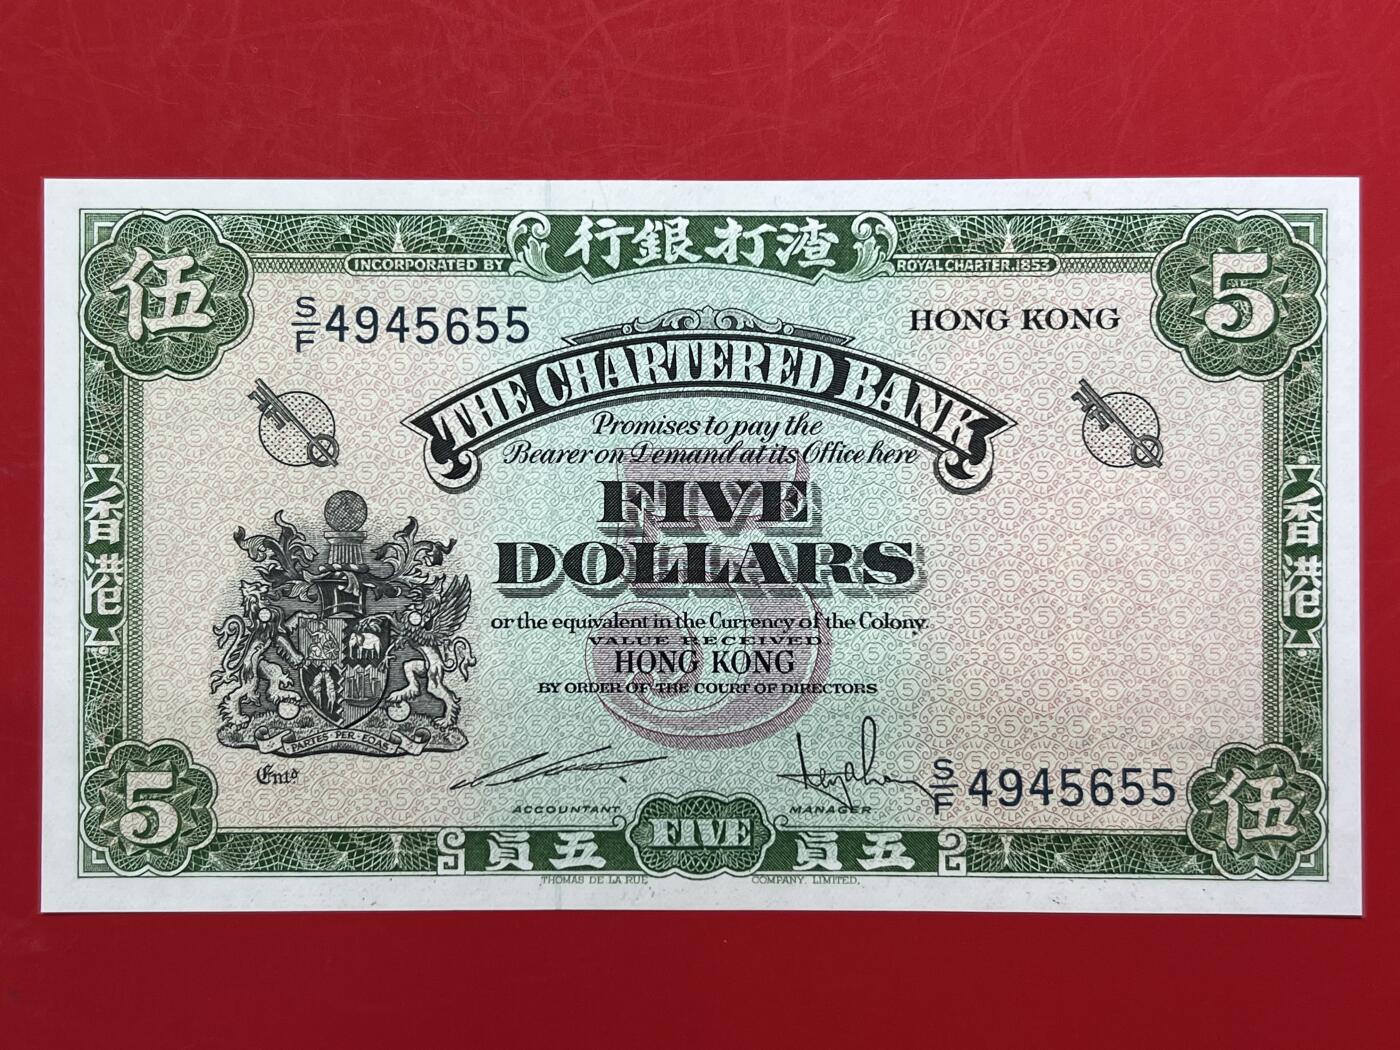 行銀打渣
INCORPORATED BY ROYAL CHARTER, 1853
伍
5
S/F 4945655
HONG KONG
THE CHARTERED BANK
Promises to pay the
Bearer on Demand at its Office here
FIVE
DOLLARS
香港
香港
or the equivalent in the Currency of the Colony.
VALUE RECEIVED
HONG KONG
BY ORDER OF THE COURT OF DIRECTORS
PARTES·PER·EQAS
Entd
ACCOUNTANT
MANAGER
S/F 4945655
5
伍
員五
FIVE
員五
THOMAS DE LA RUE COMPANY, LIMITED.